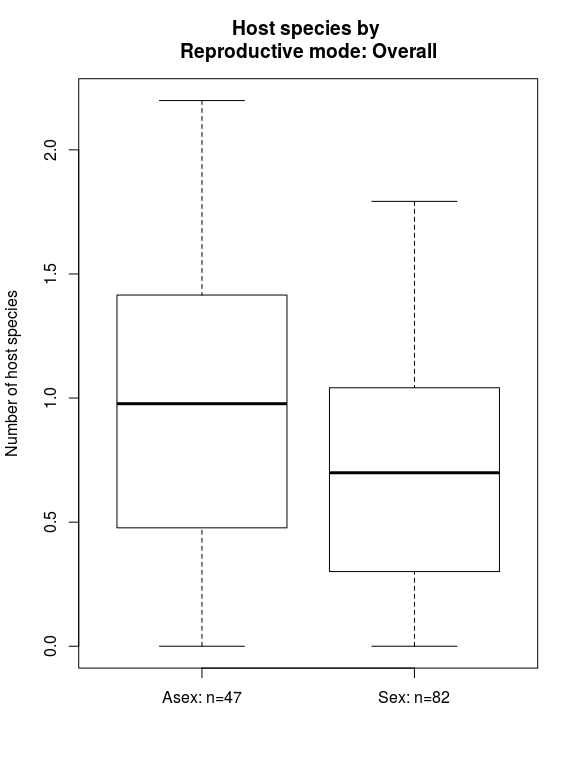 Host species by
Reproductive mode: Overall
Number of host species
2.0
1.5
1.0
0.5
0.0
Asex: n=47
Sex: n=82